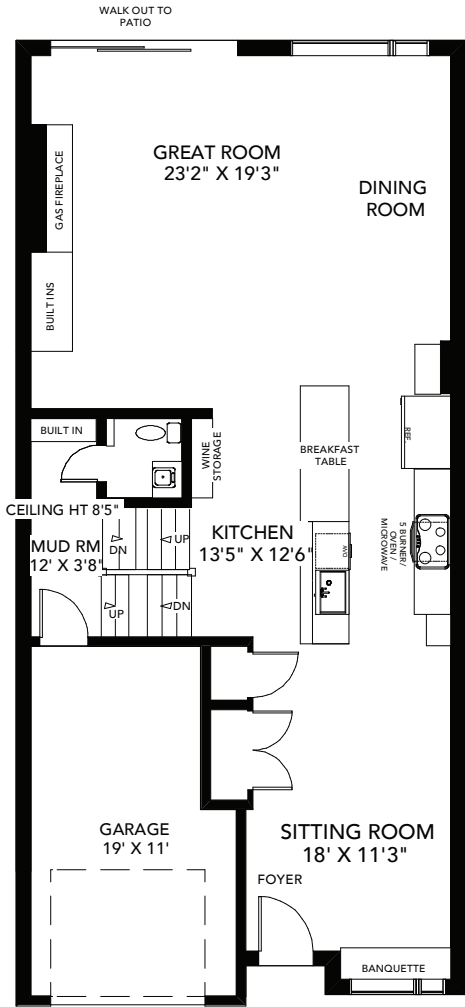 WALK OUT TO
PATIO
GREAT ROOM
23'2" X 19'3"
DINING
ROOM
GAS FIREPLACE
BUILT INS
BUILT IN
WINE
STORAGE
BREAKFAST
TABLE
REF.
CEILING HT 8'5"
MUD RM
12' X 3'8"
DN
UP
UP
DN
KITCHEN
13'5" X 12'6"
D/W
5 BURNER/
OVEN /
MICROWAVE
GARAGE
19' X 11'
SITTING ROOM
18' X 11'3"
FOYER
BANQUETTE